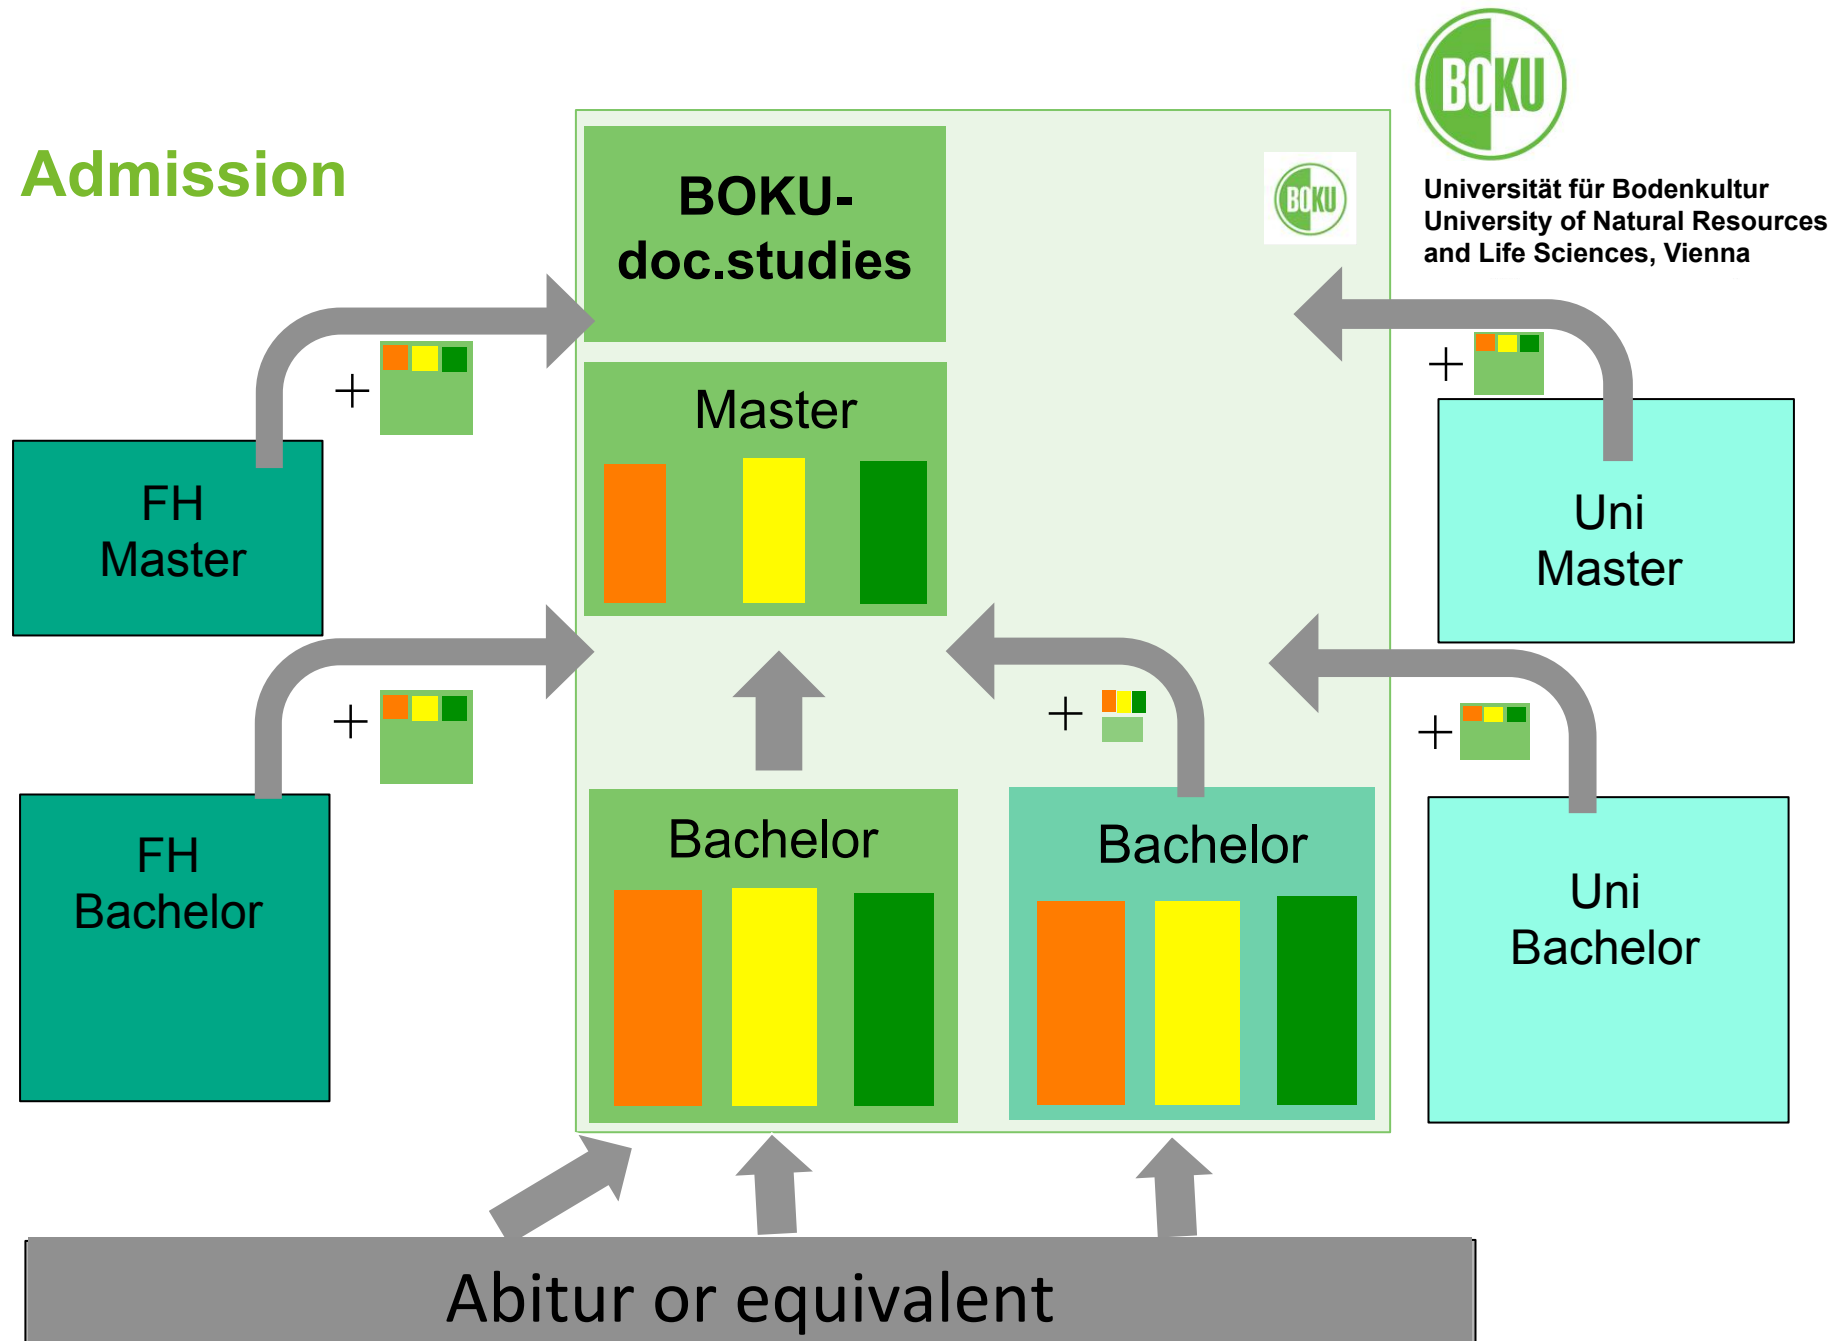 BOKU
Universität für Bodenkultur
University of Natural Resources
and Life Sciences, Vienna
Admission
BOKU-
doc.studies
BOKU
+
+
Master
FH
Master
Uni
Master
+
+
+
Bachelor
Bachelor
FH
Bachelor
Uni
Bachelor
Abitur or equivalent